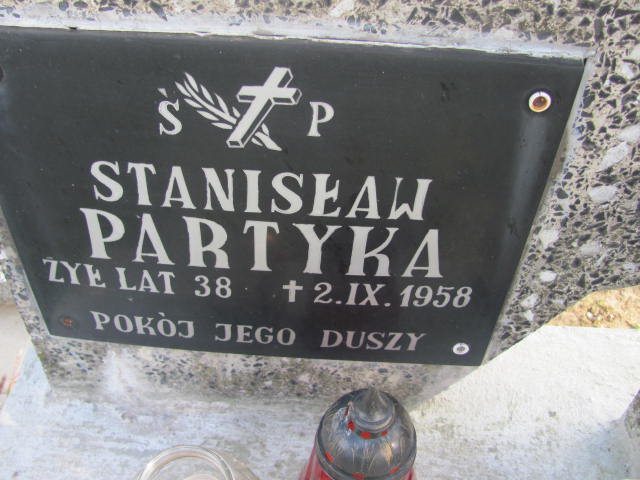 Ś P
STANISŁAW
PARTYKA
ŻYŁ LAT 38 ✝ 2.IX.1958
POKÓJ JEGO DUSZY